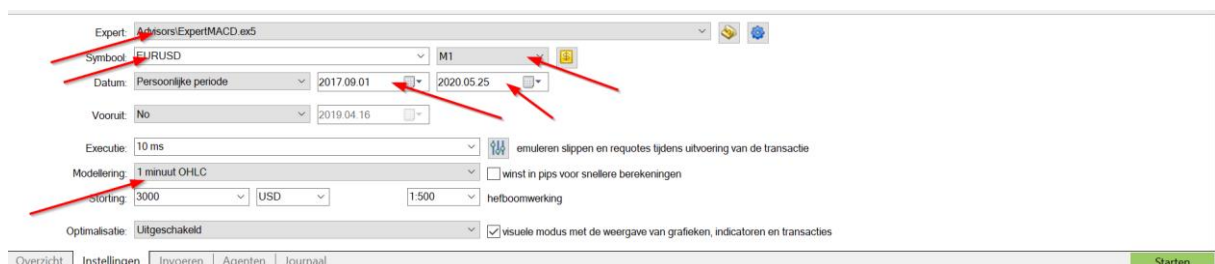 Expert: Advisors\ExpertMACD.ex5
Symbool: EURUSD M1
Datum: Persoonlijke periode 2017.09.01 2020.05.25
Vooruit: No 2019.04.16
Executie: 10 ms emuleren slippen en requotes tijdens uitvoering van de transactie
Modellering: 1 minuut OHLC winst in pips voor snellere berekeningen
Storting: 3000 USD 1:500 hefboomwerking
Optimalisatie: Uitgeschakeld visuele modus met de weergave van grafieken, indicatoren en transacties
Overzicht Instellingen Invoeren Agenten Journaal Starten